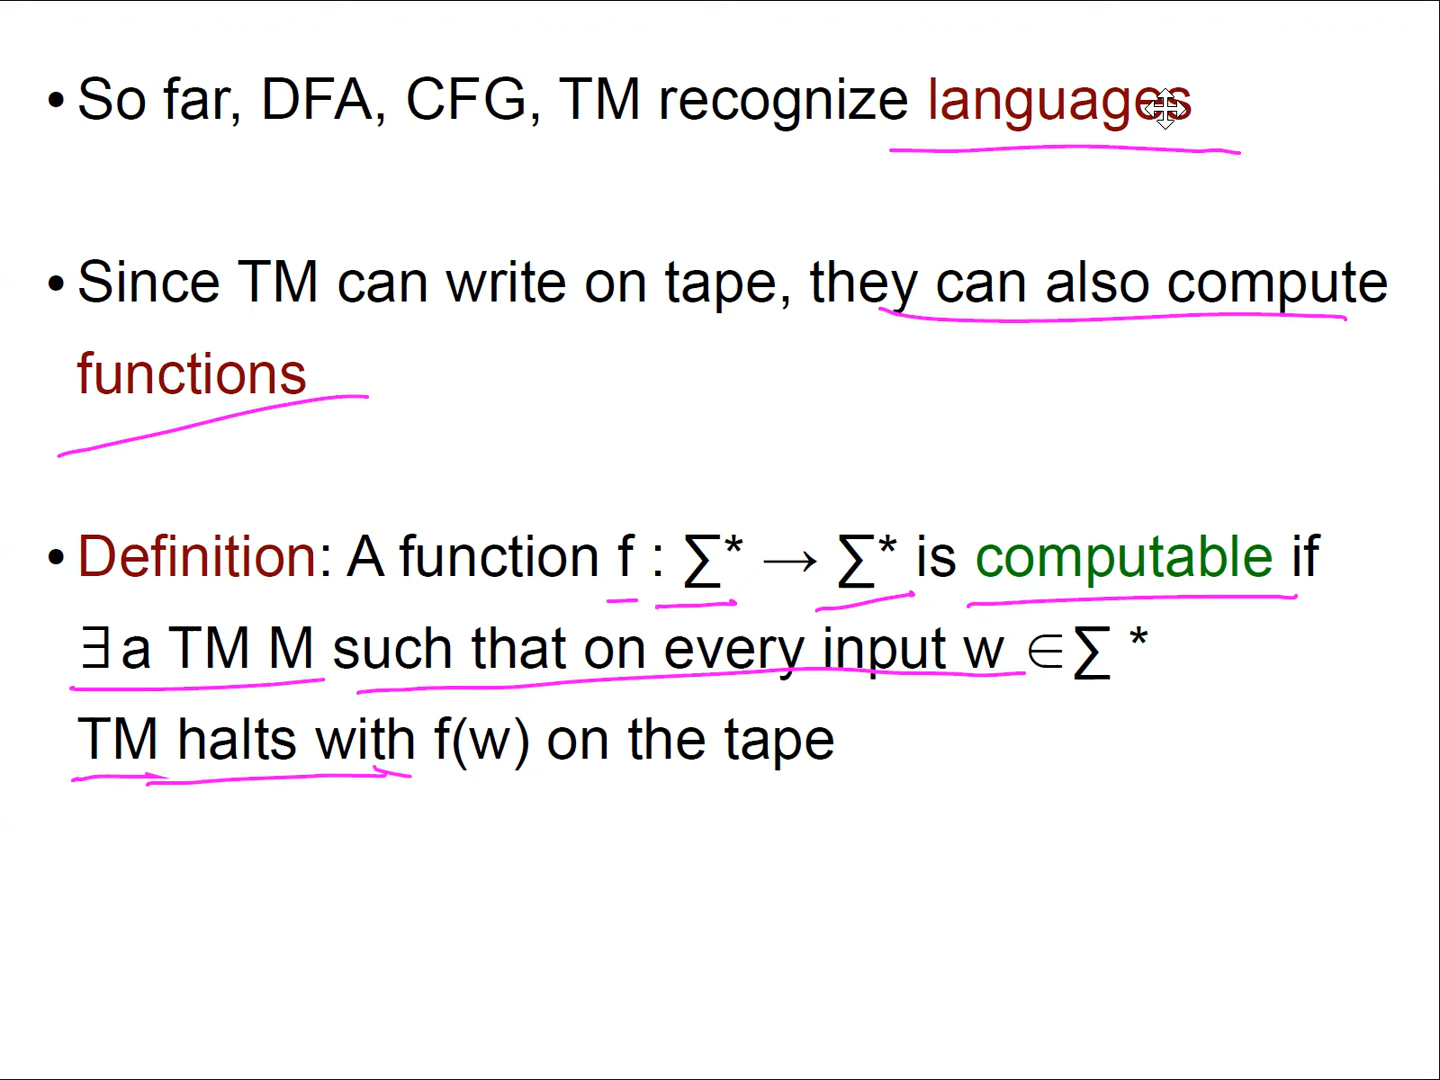 • So far, DFA, CFG, TM recognize languages
• Since TM can write on tape, they can also compute
functions
• Definition: A function f : ∑* → ∑* is computable if
∃ a TM M such that on every input w ∈ ∑ *
TM halts with f(w) on the tape